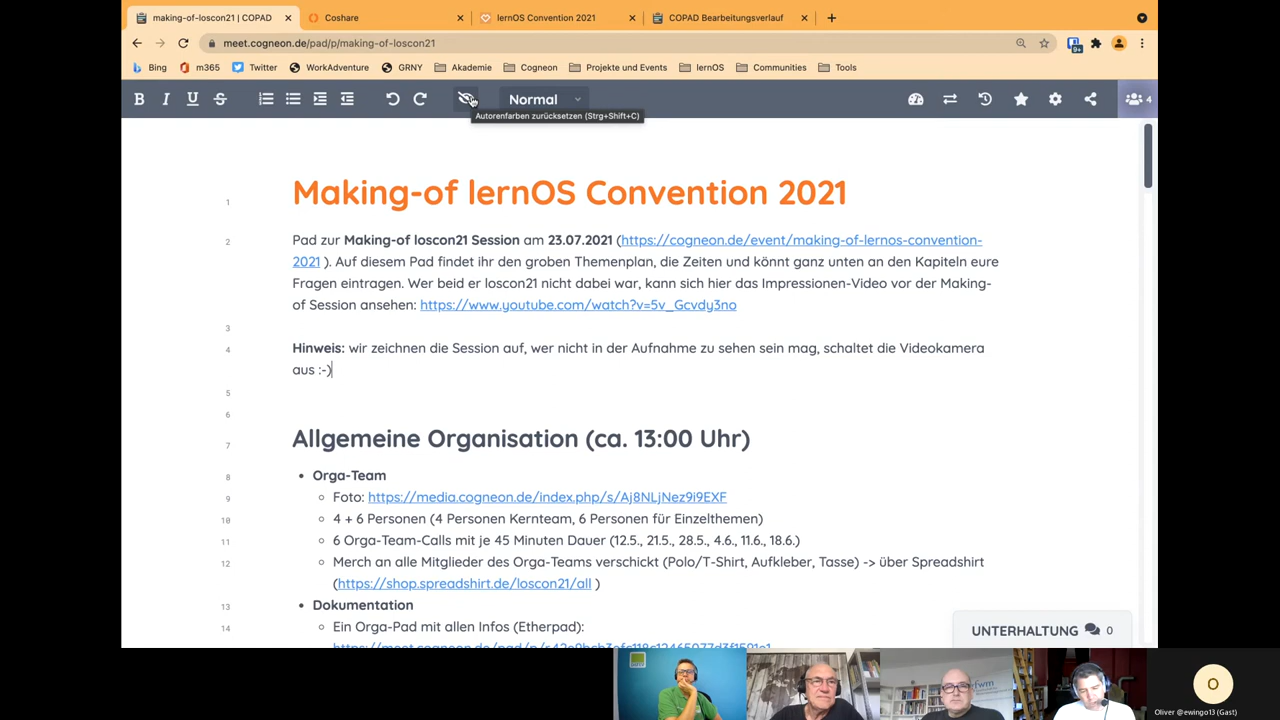 making-of-loscon21 | COPAD
Coshare
lernOS Convention 2021
COPAD Bearbeitungsverlauf
meet.cogneon.de/pad/p/making-of-loscon21
9+
Bing
m365
Twitter
WorkAdventure
GRNY
Akademie
Cogneon
Projekte und Events
lernOS
Communities
Tools
B I U S
Normal
4
Autorenfarben zurücksetzen (Strg+Shift+C)
1 Making-of lernOS Convention 2021
2 Pad zur Making-of loscon21 Session am 23.07.2021 (https://cogneon.de/event/making-of-lernos-convention-
2021 ). Auf diesem Pad findet ihr den groben Themenplan, die Zeiten und könnt ganz unten an den Kapiteln eure
Fragen eintragen. Wer beid er loscon21 nicht dabei war, kann sich hier das Impressionen-Video vor der Making-
of Session ansehen: https://www.youtube.com/watch?v=5v_Gcvdy3no
3
4 Hinweis: wir zeichnen die Session auf, wer nicht in der Aufnahme zu sehen sein mag, schaltet die Videokamera
aus :-)
5
6
7 Allgemeine Organisation (ca. 13:00 Uhr)
8 • Orga-Team
9 Foto: https://media.cogneon.de/index.php/s/Aj8NLjNez9i9EXF
10 4 + 6 Personen (4 Personen Kernteam, 6 Personen für Einzelthemen)
11 6 Orga-Team-Calls mit je 45 Minuten Dauer (12.5., 21.5., 28.5., 4.6., 11.6., 18.6.)
12 Merch an alle Mitglieder des Orga-Teams verschickt (Polo/T-Shirt, Aufkleber, Tasse) -> über Spreadshirt
(https://shop.spreadshirt.de/loscon21/all )
13 • Dokumentation
14 Ein Orga-Pad mit allen Infos (Etherpad):
UNTERHALTUNG 0
O
Oliver @ewingo13 (Gast)